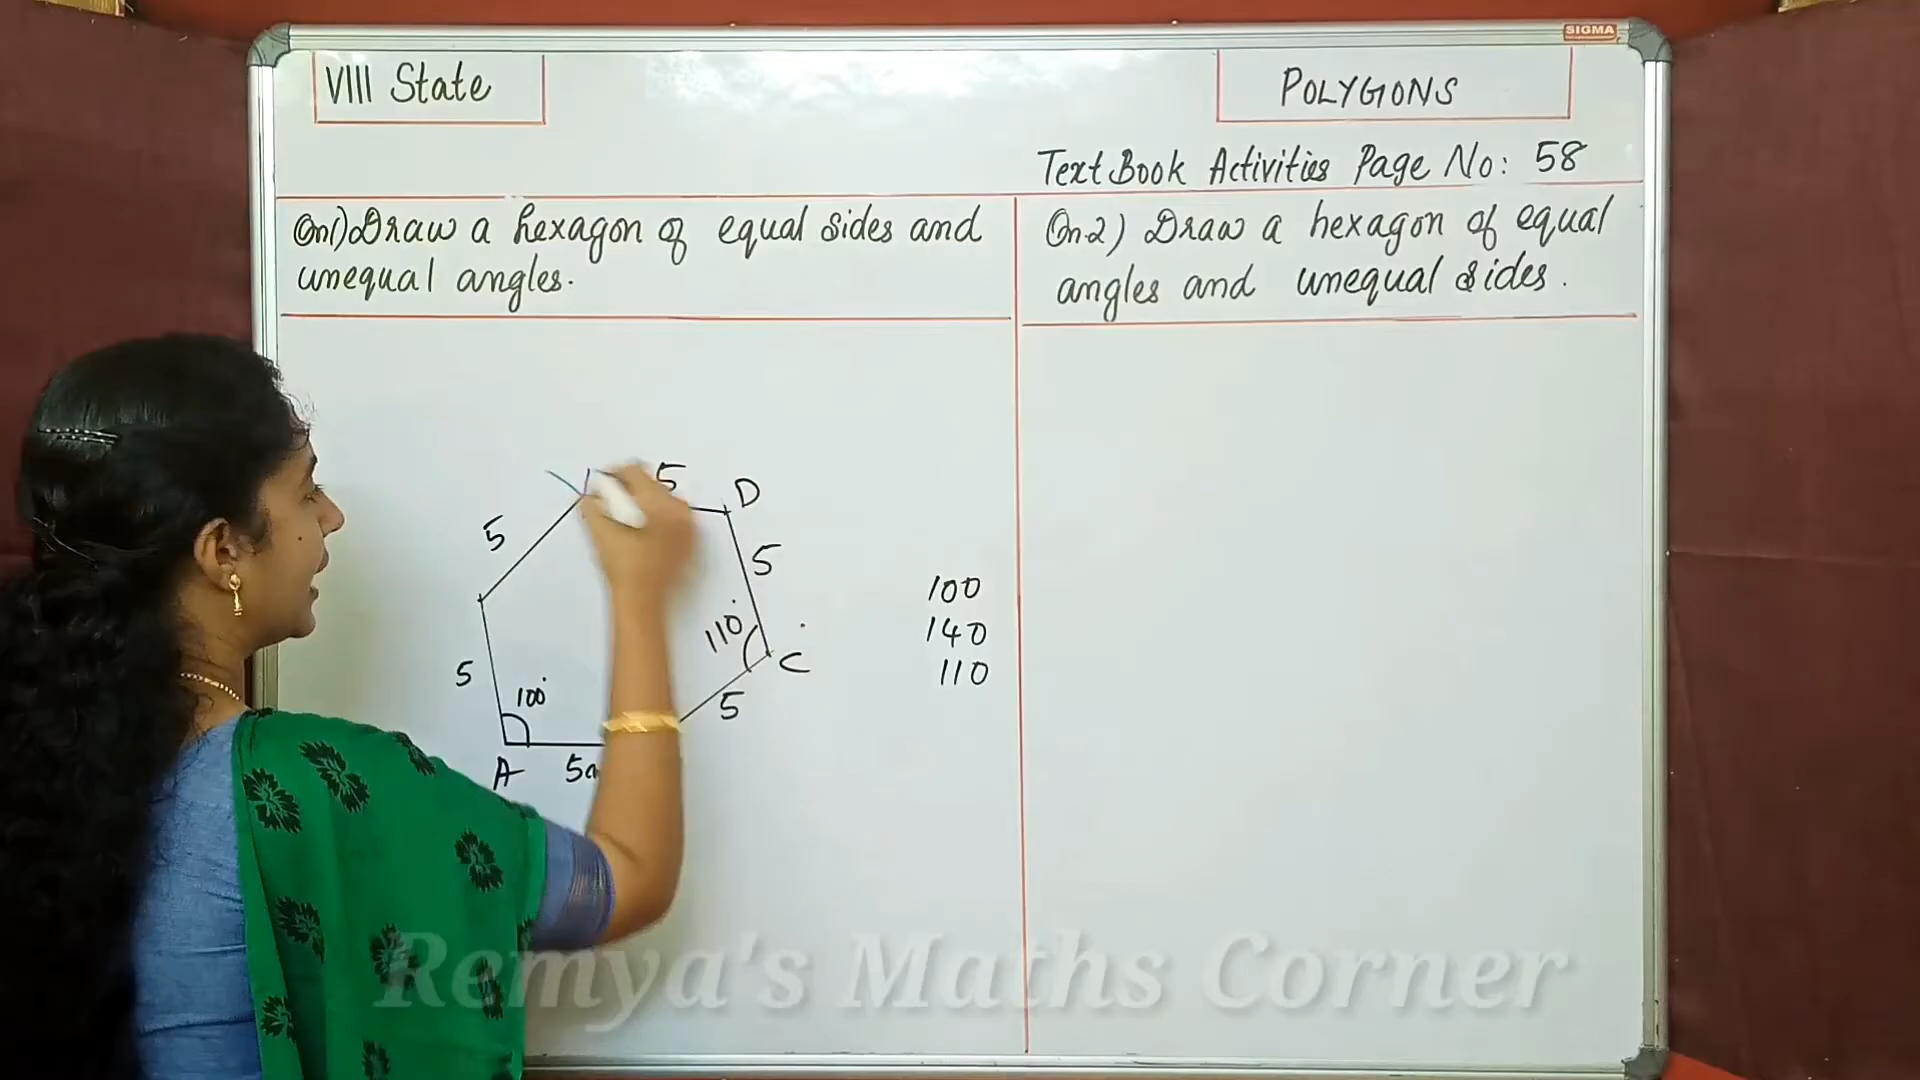 SIGMA
VIII State
POLYGONS
Text Book Activities Page No: 58
Qn1) Draw a hexagon of equal sides and
unequal angles.
Qn.2) Draw a hexagon of equal
angles and unequal sides.
5
D
5
5
110°
C
5
5
100°
A
100
140
110
Remya's Maths Corner